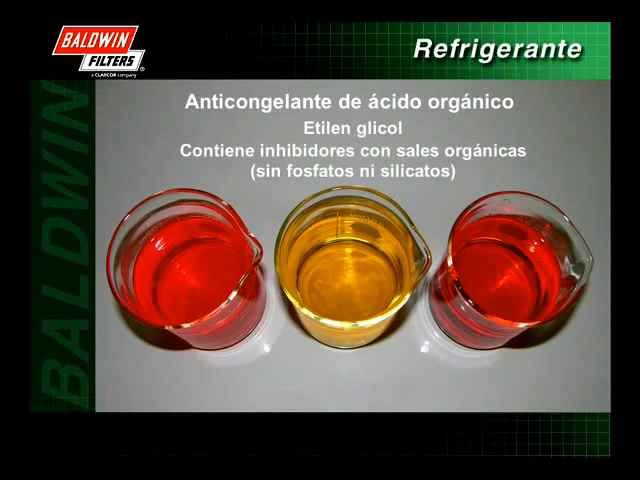 BALDWIN
FILTERS®
a CLARCOR company
Refrigerante
Anticongelante de ácido orgánico
Etilen glicol
Contiene inhibidores con sales orgánicas
(sin fosfatos ni silicatos)
BALDWIN